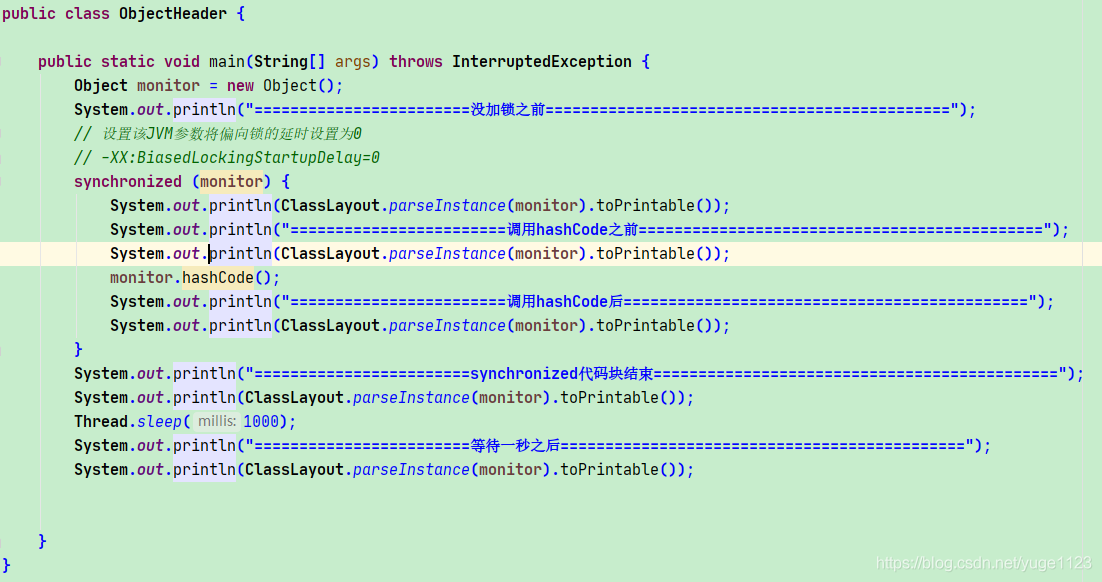 public class ObjectHeader {
public static void main(String[] args) throws InterruptedException {
Object monitor = new Object();
System.out.println("========================没加锁之前=============================================");
// 设置该JVM参数将偏向锁的延时设置为0
// -XX:BiasedLockingStartupDelay=0
synchronized (monitor) {
System.out.println(ClassLayout.parseInstance(monitor).toPrintable());
System.out.println("========================调用hashCode之前=============================================");
System.out.println(ClassLayout.parseInstance(monitor).toPrintable());
monitor.hashCode();
System.out.println("========================调用hashCode后=============================================");
System.out.println(ClassLayout.parseInstance(monitor).toPrintable());
}
System.out.println("========================synchronized代码块结束=============================================");
System.out.println(ClassLayout.parseInstance(monitor).toPrintable());
Thread.sleep( millis: 1000);
System.out.println("========================等待一秒之后=============================================");
System.out.println(ClassLayout.parseInstance(monitor).toPrintable());
}
}
https://blog.csdn.net/yuge1123